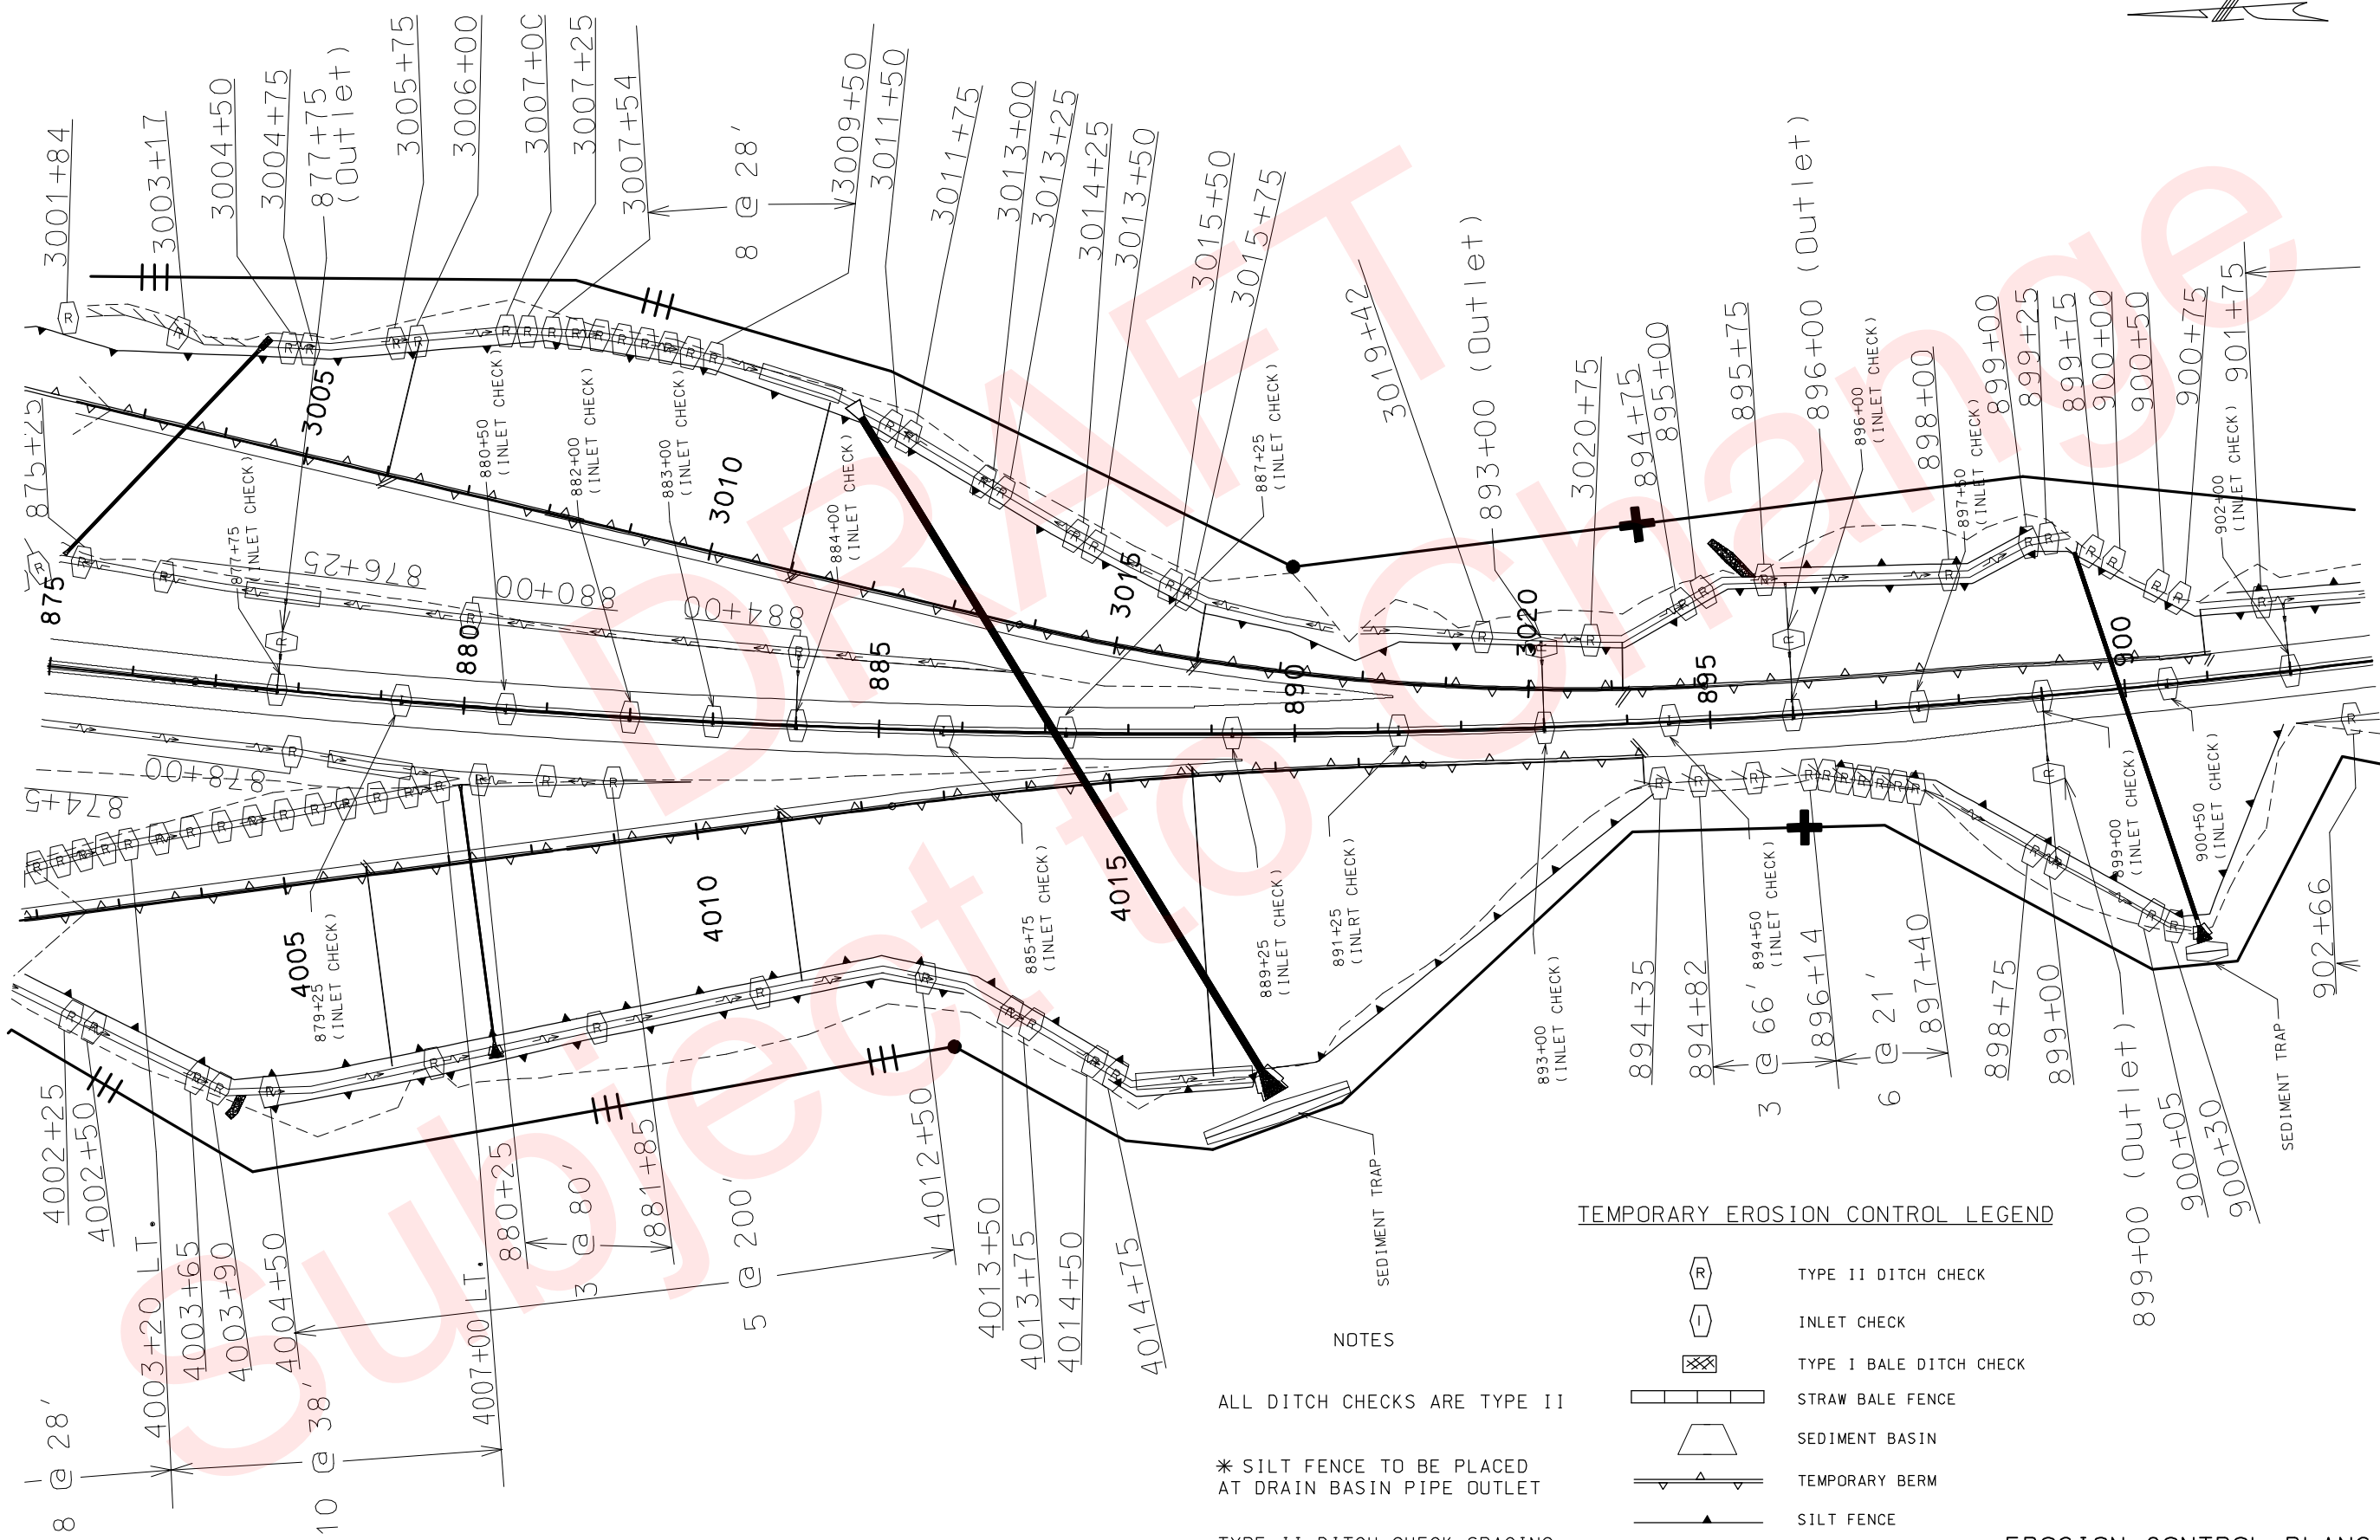 3001+84
3003+17
3004+50
3004+75
877+75
(Outlet)
3005+75
3006+00
3007+00
3007+25
3007+54
8 @ 28'
3009+50
3011+50
3011+75
3013+00
3013+25
3014+25
3013+50
3015+50
3015+75
3019+42
893+00 (Outlet)
3020+75
894+75
895+00
895+75
896+00 (Outlet)
896+00
(INLET CHECK)
898+00
897+50
(INLET CHECK)
899+00
899+25
899+75
900+00
900+50
900+75
902+00
(INLET CHECK)
901+75
875+25
875
876+25
877+75
(INLET CHECK)
3005
880+00
880
880+50
(INLET CHECK)
882+00
(INLET CHECK)
883+00
(INLET CHECK)
884+00
884+00
(INLET CHECK)
3010
885
887+25
(INLET CHECK)
3015
890
3020
895
900
874+5
878+00
4005
879+25
(INLET CHECK)
4010
4015
885+75
(INLET CHECK)
889+25
(INLET CHECK)
891+25
(INLRT CHECK)
893+00
(INLET CHECK)
894+35
894+82
3 @ 66'
894+50
(INLET CHECK)
896+14
6 @ 21'
897+40
898+75
899+00
899+00
(INLET CHECK)
899+00 (Outlet)
900+05
900+30
900+50
(INLET CHECK)
SEDIMENT TRAP
902+66
4002+25
4002+50
8 @ 28'
4003+20 LT.
4003+65
4003+90
4004+50
10 @ 38'
4007+00 LT.
880+25
3 @ 80'
881+85
5 @ 200'
4012+50
4013+50
4013+75
4014+50
4014+75
SEDIMENT TRAP
DRAFT
Subject to Change
TEMPORARY EROSION CONTROL LEGEND
R TYPE II DITCH CHECK
I INLET CHECK
TYPE I BALE DITCH CHECK
STRAW BALE FENCE
SEDIMENT BASIN
TEMPORARY BERM
SILT FENCE
NOTES
ALL DITCH CHECKS ARE TYPE II
* SILT FENCE TO BE PLACED
AT DRAIN BASIN PIPE OUTLET
TYPE II DITCH CHECK SPACING
EROSION CONTROL PLANS